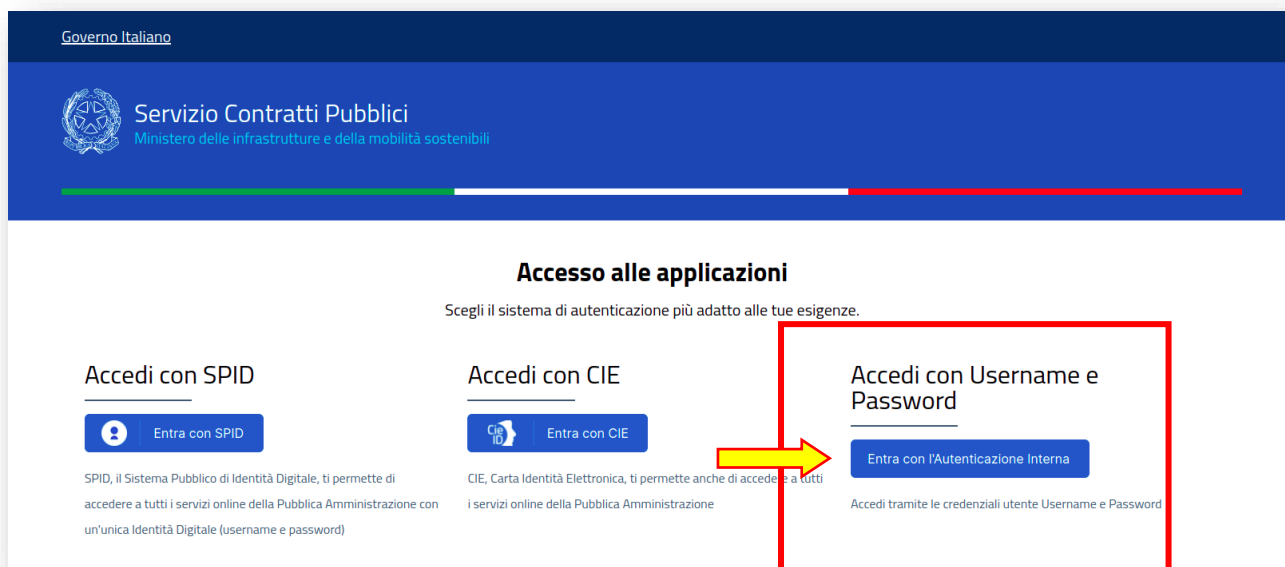 Governo Italiano
Servizio Contratti Pubblici
Ministero delle infrastrutture e della mobilità sostenibili
Accesso alle applicazioni
Scegli il sistema di autenticazione più adatto alle tue esigenze.
Accedi con SPID
Entra con SPID
SPID, il Sistema Pubblico di Identità Digitale, ti permette di
accedere a tutti i servizi online della Pubblica Amministrazione con
un'unica Identità Digitale (username e password)
Accedi con CIE
Cie
ID
Entra con CIE
CIE, Carta Identità Elettronica, ti permette anche di accedere a tutti
i servizi online della Pubblica Amministrazione
Accedi con Username e
Password
Entra con l'Autenticazione Interna
Accedi tramite le credenziali utente Username e Password